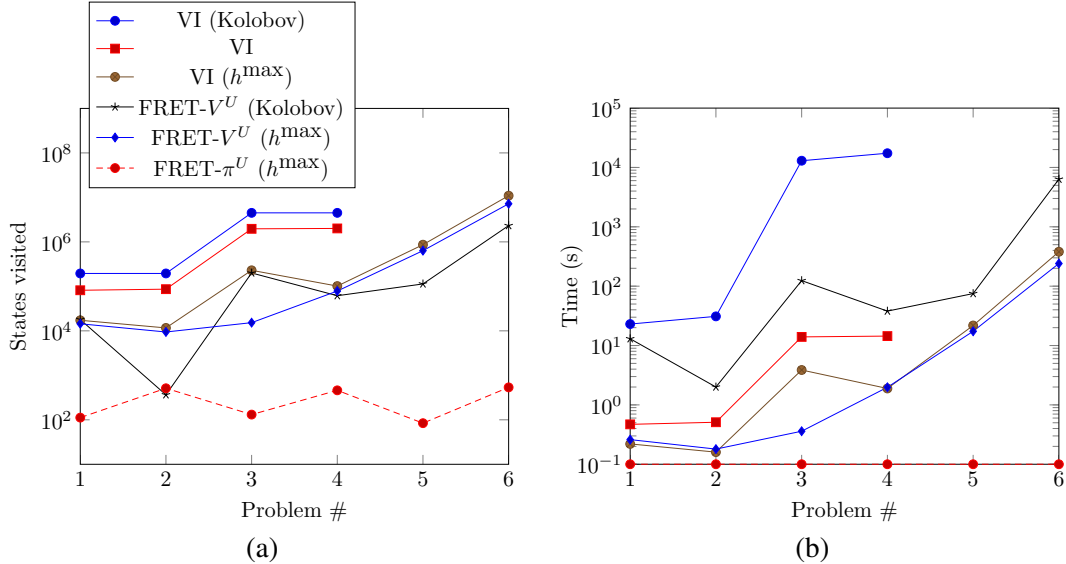 VI (Kolobov)
VI
VI (h^max)
FRET-V^U (Kolobov)
FRET-V^U (h^max)
FRET-π^U (h^max)
10^8
10^6
10^4
10^2
States visited
1 2 3 4 5 6
Problem #
(a)
10^5
10^4
10^3
10^2
10^1
10^0
10^−1
Time (s)
1 2 3 4 5 6
Problem #
(b)